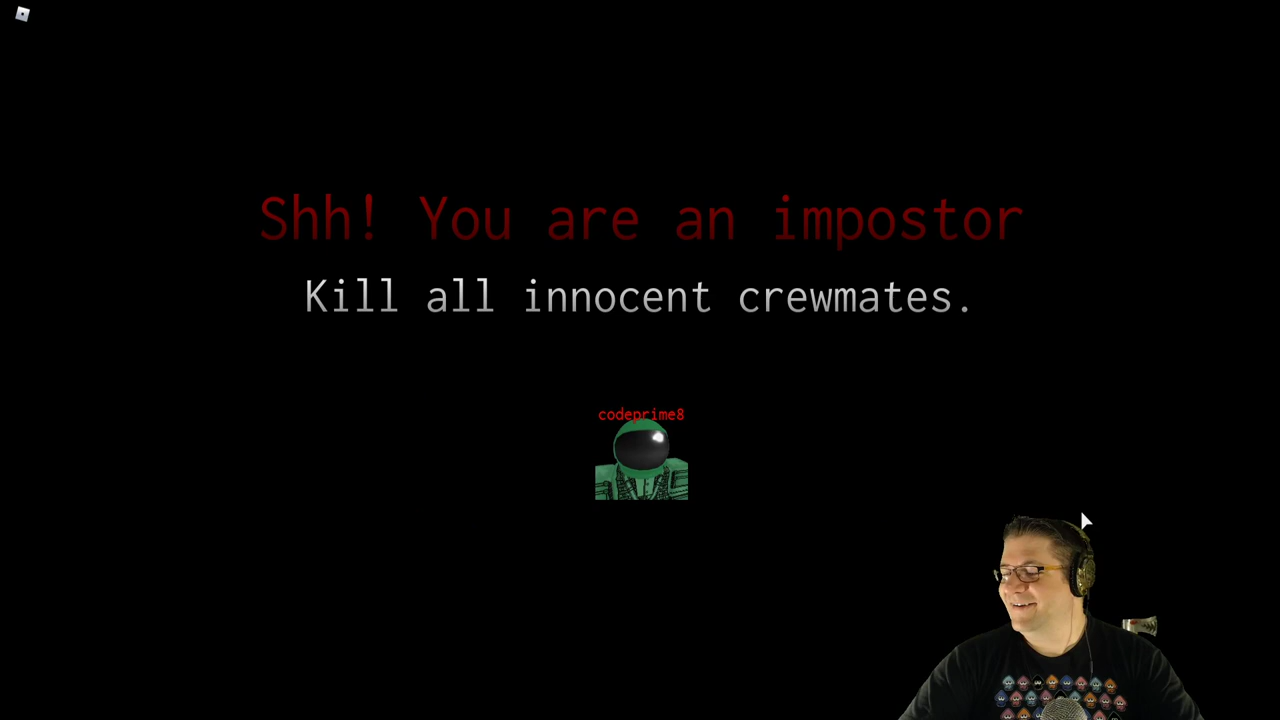 Shh! You are an impostor
Kill all innocent crewmates.
codeprime8